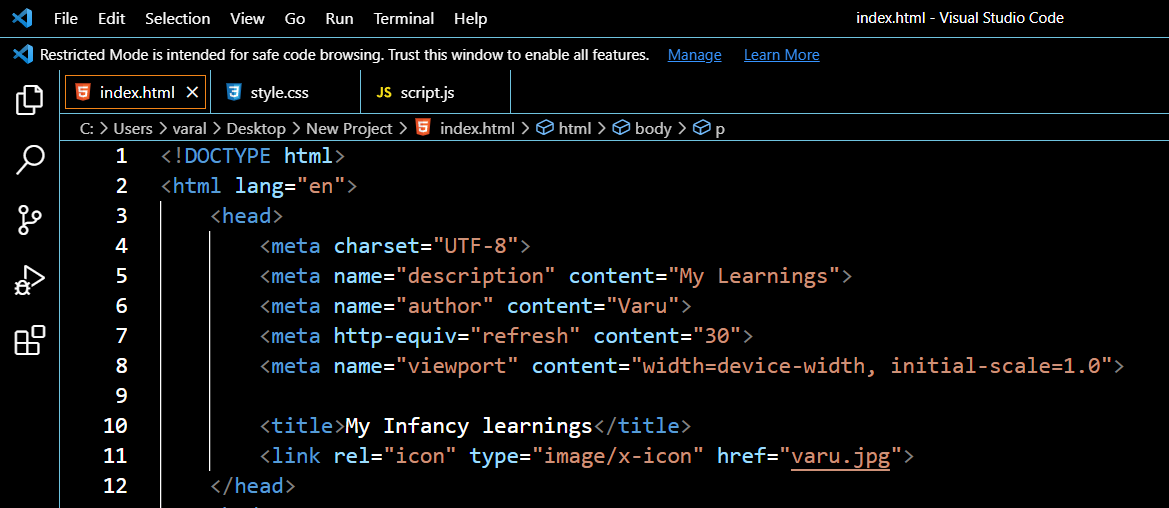 File Edit Selection View Go Run Terminal Help index.html - Visual Studio Code
Restricted Mode is intended for safe code browsing. Trust this window to enable all features. Manage Learn More
index.html × style.css JS script.js
C: > Users > varal > Desktop > New Project > index.html > html > body > p
1 <!DOCTYPE html>
2 <html lang="en">
3 <head>
4 <meta charset="UTF-8">
5 <meta name="description" content="My Learnings">
6 <meta name="author" content="Varu">
7 <meta http-equiv="refresh" content="30">
8 <meta name="viewport" content="width=device-width, initial-scale=1.0">
9
10 <title>My Infancy learnings</title>
11 <link rel="icon" type="image/x-icon" href="varu.jpg">
12 </head>